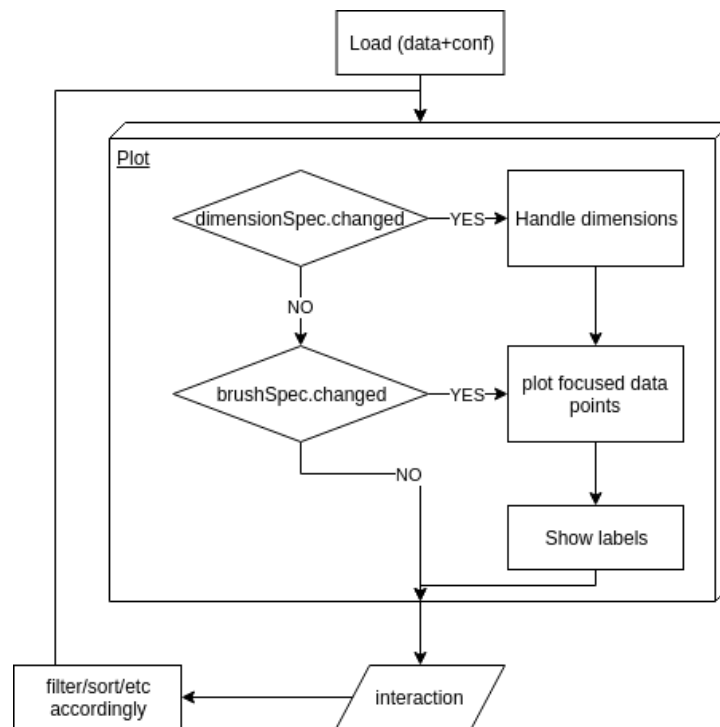 Load (data+conf)
Plot
dimensionSpec.changed
YES
Handle dimensions
NO
brushSpec.changed
YES
plot focused data
points
NO
Show labels
filter/sort/etc
accordingly
interaction